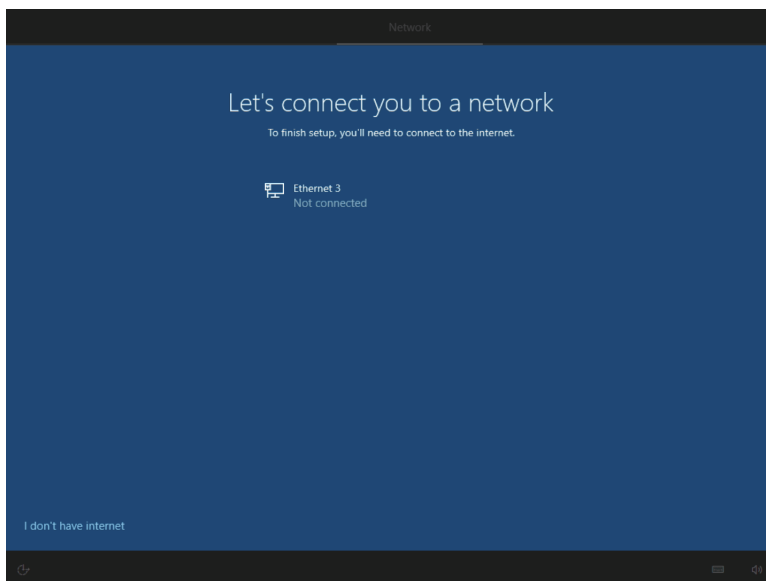 Network
Let's connect you to a network
To finish setup, you'll need to connect to the internet.
Ethernet 3
Not connected
I don't have internet